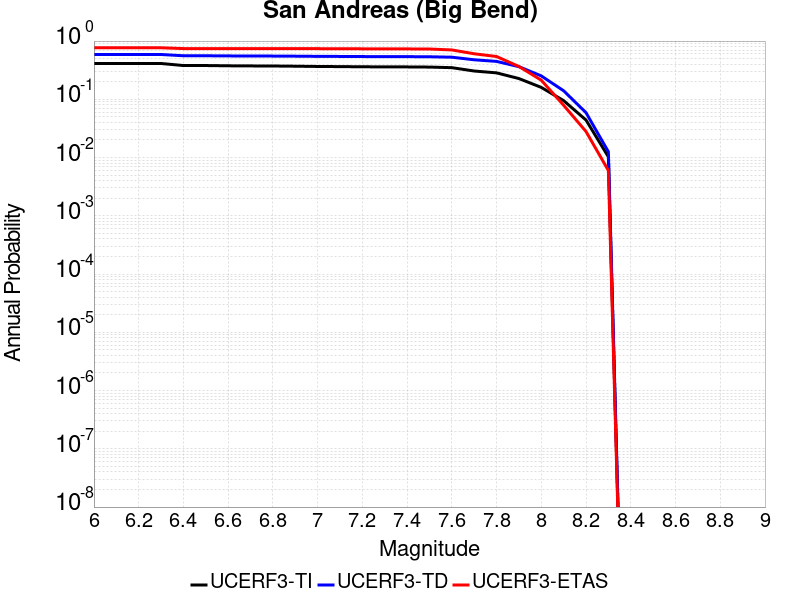 San Andreas (Big Bend)
10^0
10^-1
10^-2
10^-3
10^-4
10^-5
10^-6
10^-7
10^-8
Annual Probability
6 6.2 6.4 6.6 6.8 7 7.2 7.4 7.6 7.8 8 8.2 8.4 8.6 8.8 9
Magnitude
UCERF3-TI UCERF3-TD UCERF3-ETAS